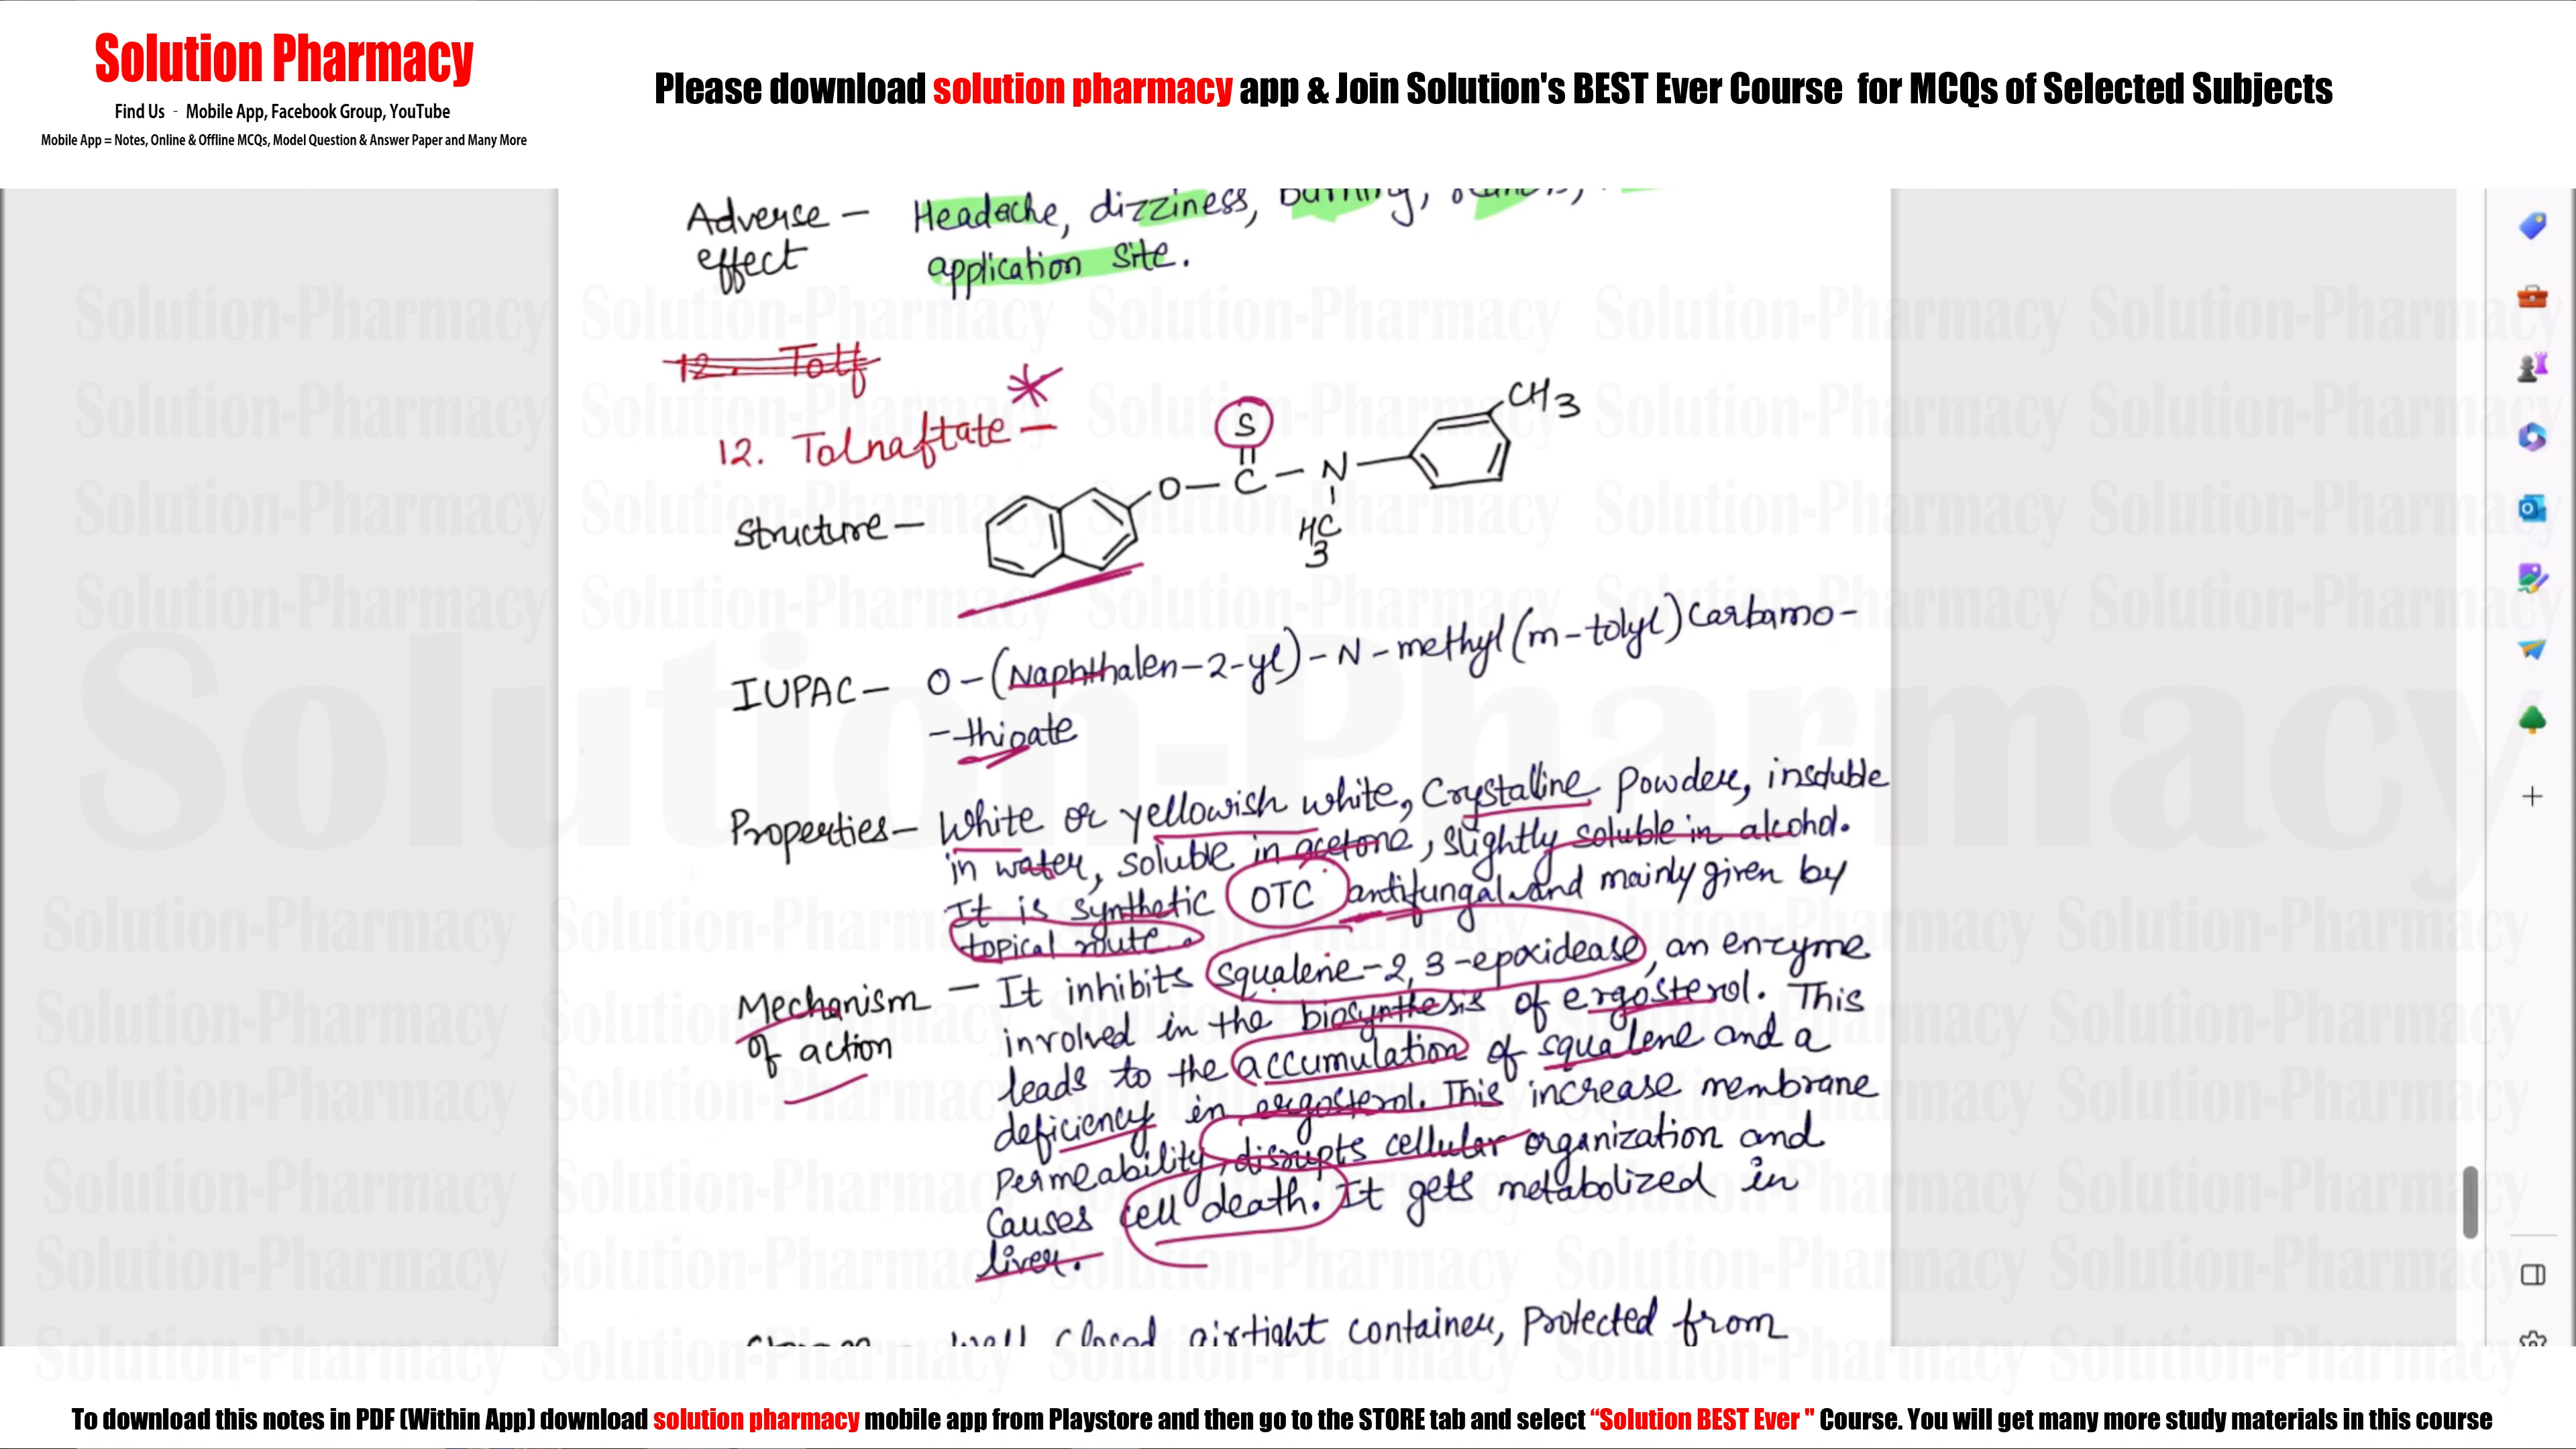 Solution Pharmacy
Find Us - Mobile App, Facebook Group, YouTube
Mobile App = Notes, Online & Offline MCQs, Model Question & Answer Paper and Many More
Please download solution pharmacy app & Join Solution's BEST Ever Course for MCQs of Selected Subjects
Adverse effect – Headache, dizziness, burning,
application site.
12. Tolf
12. Tolnaftate –
Structure –
S
O – C – N
CH3
H3C
IUPAC – O-(Naphthalen-2-yl)-N-methyl(m-tolyl)Carbamo-
-thioate
Properties – White or yellowish white, Crystalline Powder, insoluble
in water, soluble in acetone, slightly soluble in alcohol.
It is synthetic OTC antifungal and mainly given by
topical route.
Mechanism of action – It inhibits squalene-2,3-epoxidease, an enzyme
involved in the biosynthesis of ergosterol. This
leads to the accumulation of squalene and a
deficiency in ergosterol. This increase membrane
Permeability, disrupts cellular organization and
Causes cell death. It gets metabolized in
liver.
well closed airtight container, Protected from
Solution-Pharmacy
To download this notes in PDF (Within App) download solution pharmacy mobile app from Playstore and then go to the STORE tab and select “Solution BEST Ever " Course. You will get many more study materials in this course